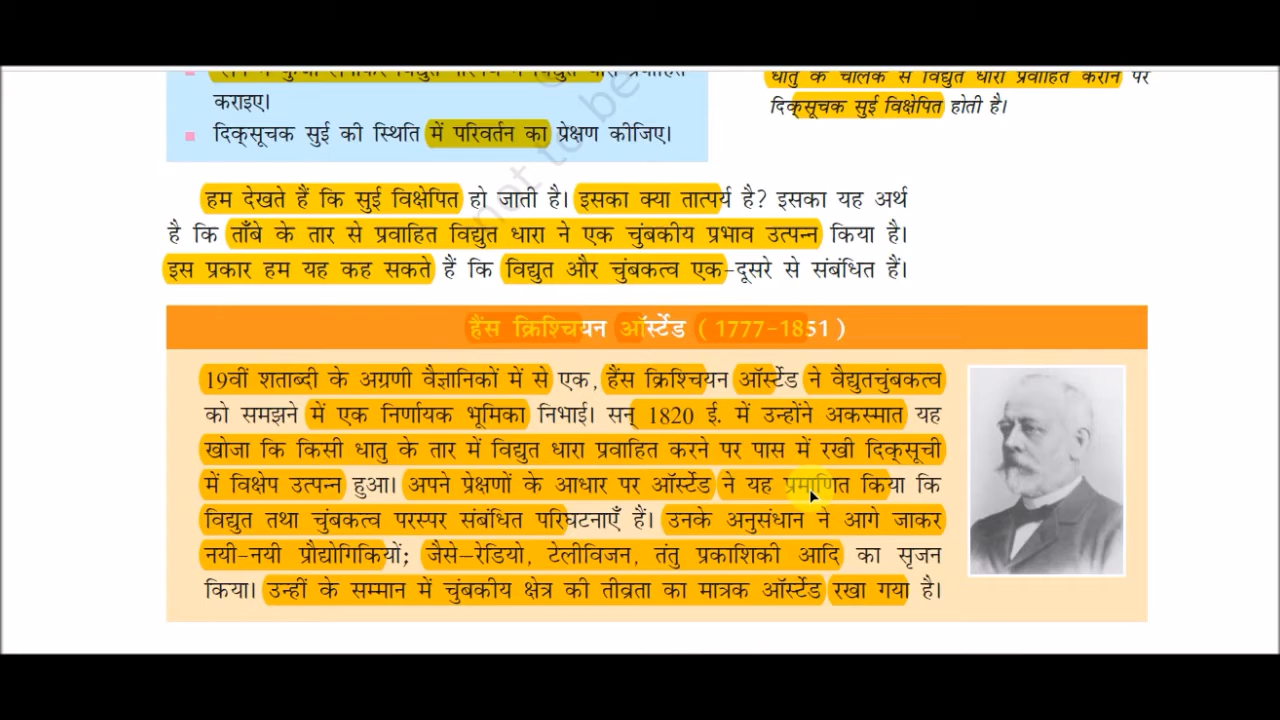 कराइए।
दिक्सूचक सुई की स्थिति में परिवर्तन का प्रेक्षण कीजिए।
धातु के चालक से विद्युत धारा प्रवाहित कराने पर
दिक्सूचक सुई विक्षेपित होती है।
not to be
हम देखते हैं कि सुई विक्षेपित हो जाती है। इसका क्या तात्पर्य है? इसका यह अर्थ
है कि ताँबे के तार से प्रवाहित विद्युत धारा ने एक चुंबकीय प्रभाव उत्पन्न किया है।
इस प्रकार हम यह कह सकते हैं कि विद्युत और चुंबकत्व एक-दूसरे से संबंधित हैं।
हैंस क्रिश्चियन ऑर्स्टेड (1777-1851)
19वीं शताब्दी के अग्रणी वैज्ञानिकों में से एक, हैंस क्रिश्चियन ऑर्स्टेड ने वैद्युतचुंबकत्व
को समझने में एक निर्णायक भूमिका निभाई। सन् 1820 ई. में उन्होंने अकस्मात यह
खोजा कि किसी धातु के तार में विद्युत धारा प्रवाहित करने पर पास में रखी दिक्सूची
में विक्षेप उत्पन्न हुआ। अपने प्रेक्षणों के आधार पर ऑर्स्टेड ने यह प्रमाणित किया कि
विद्युत तथा चुंबकत्व परस्पर संबंधित परिघटनाएँ हैं। उनके अनुसंधान ने आगे जाकर
नयी-नयी प्रौद्योगिकियों; जैसे–रेडियो, टेलीविजन, तंतु प्रकाशिकी आदि का सृजन
किया। उन्हीं के सम्मान में चुंबकीय क्षेत्र की तीव्रता का मात्रक ऑर्स्टेड रखा गया है।